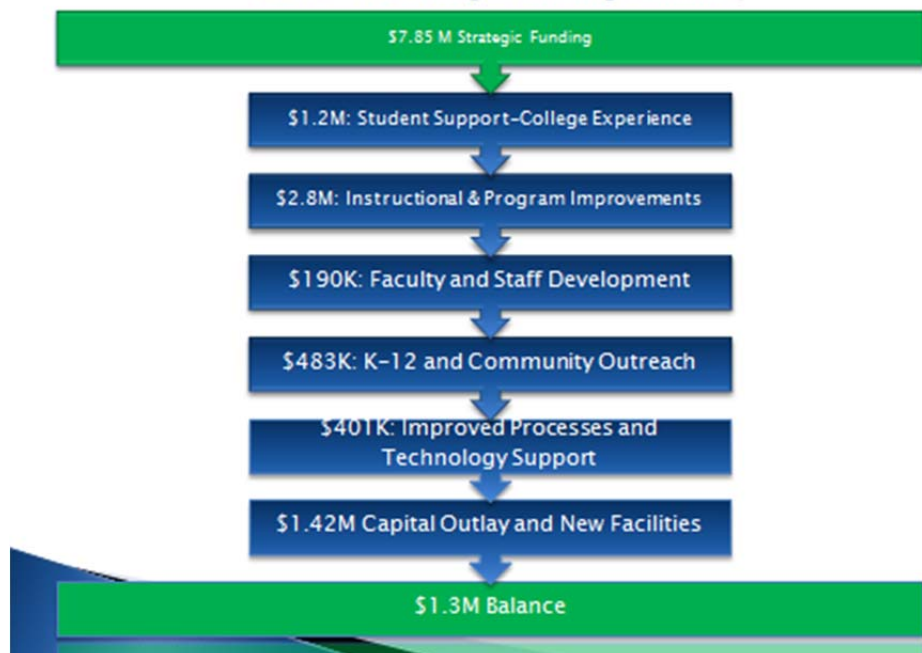 $7.85 M Strategic Funding
$1.2M: Student Support-College Experience
$2.8M: Instructional & Program Improvements
$190K: Faculty and Staff Development
$483K: K-12 and Community Outreach
$401K: Improved Processes and
Technology Support
$1.42M Capital Outlay and New Facilities
$1.3M Balance